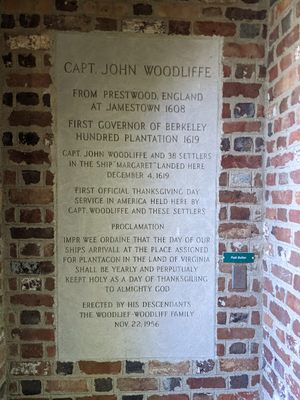 CAPT. JOHN WOODLIFFE
FROM PRESTWOOD, ENGLAND
AT JAMESTOWN 1608
FIRST GOVERNOR OF BERKELEY
HUNDRED PLANTATION 1619
CAPT. JOHN WOODLIFFE AND 38 SETTLERS
IN THE SHIP "MARGARET" LANDED HERE
DECEMBER 4, 1619
FIRST OFFICIAL THANKSGIVING DAY
SERVICE IN AMERICA HELD HERE BY
CAPT. WOODLIFFE AND THESE SETTLERS
PROCLAMATION
IMPR WEE ORDAINE THAT THE DAY OF OUR
SHIPS ARRIVALL AT THE PLACE ASSIGNED
FOR PLANTACON IN THE LAND OF VIRGINIA
SHALL BE YEARLY AND PERPUTUALY
KEEPT HOLY AS A DAY OF THANKSGILING
TO ALMIGHTY GOD
ERECTED BY HIS DESCENDANTS
THE WOODLIEF-WOODLIFF FAMILY
NOV. 22, 1956
Push Button